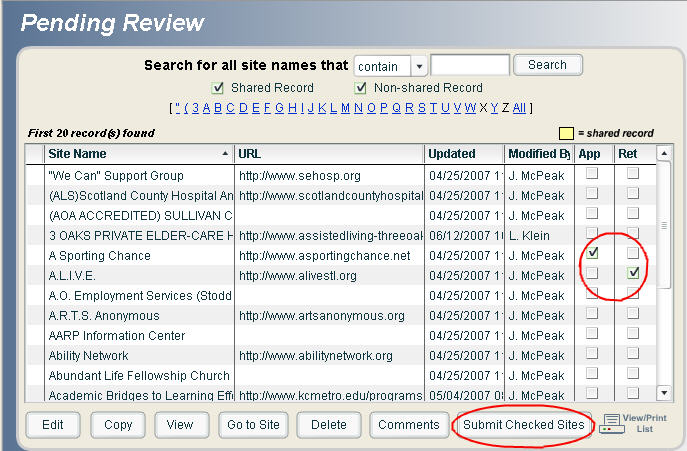 Pending Review
Search for all site names that contain Search
Shared Record Non-shared Record
[ " ( 3 A B C D E F G H I J K L M N O P Q R S T U V W X Y Z All ]
First 20 record(s) found = shared record
Site Name URL Updated Modified By App Ret
"We Can" Support Group http://www.sehosp.org 04/25/2007 1 J. McPeak
(ALS)Scotland County Hospital An http://www.scotlandcountyhospital 04/25/2007 1 J. McPeak
(AOA ACCREDITED) SULLIVAN C 04/25/2007 1 J. McPeak
3 OAKS PRIVATE ELDER-CARE H http://www.assistedliving-threeoak 06/12/2007 10 L. Klein
A Sporting Chance http://www.asportingchance.net 04/25/2007 1 J. McPeak
A.L.I.V.E. http://www.alivestl.org 04/25/2007 1 J. McPeak
A.O. Employment Services (Stodd 04/25/2007 1 J. McPeak
A.R.T.S. Anonymous http://www.artsanonymous.org 04/25/2007 1 J. McPeak
AARP Information Center 04/25/2007 1 J. McPeak
Ability Network http://www.abilitynetwork.org 04/25/2007 1 J. McPeak
Abundant Life Fellowship Church 04/25/2007 1 J. McPeak
Academic Bridges to Learning Effe http://www.kcmetro.edu/programs 05/04/2007 08 J. McPeak
Edit Copy View Go to Site Delete Comments Submit Checked Sites View/Print
List